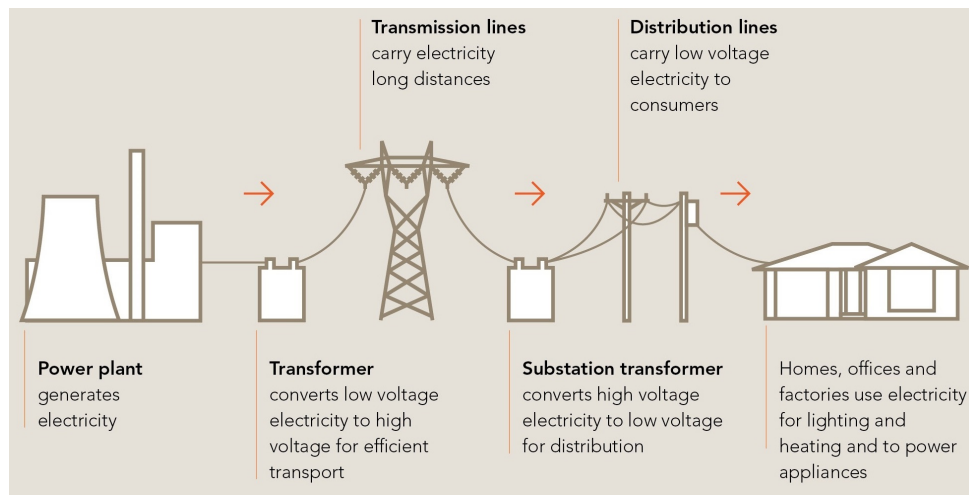 Transmission lines
carry electricity
long distances
Distribution lines
carry low voltage
electricity to
consumers
Power plant
generates
electricity
Transformer
converts low voltage
electricity to high
voltage for efficient
transport
Substation transformer
converts high voltage
electricity to low voltage
for distribution
Homes, offices and
factories use electricity
for lighting and
heating and to power
appliances